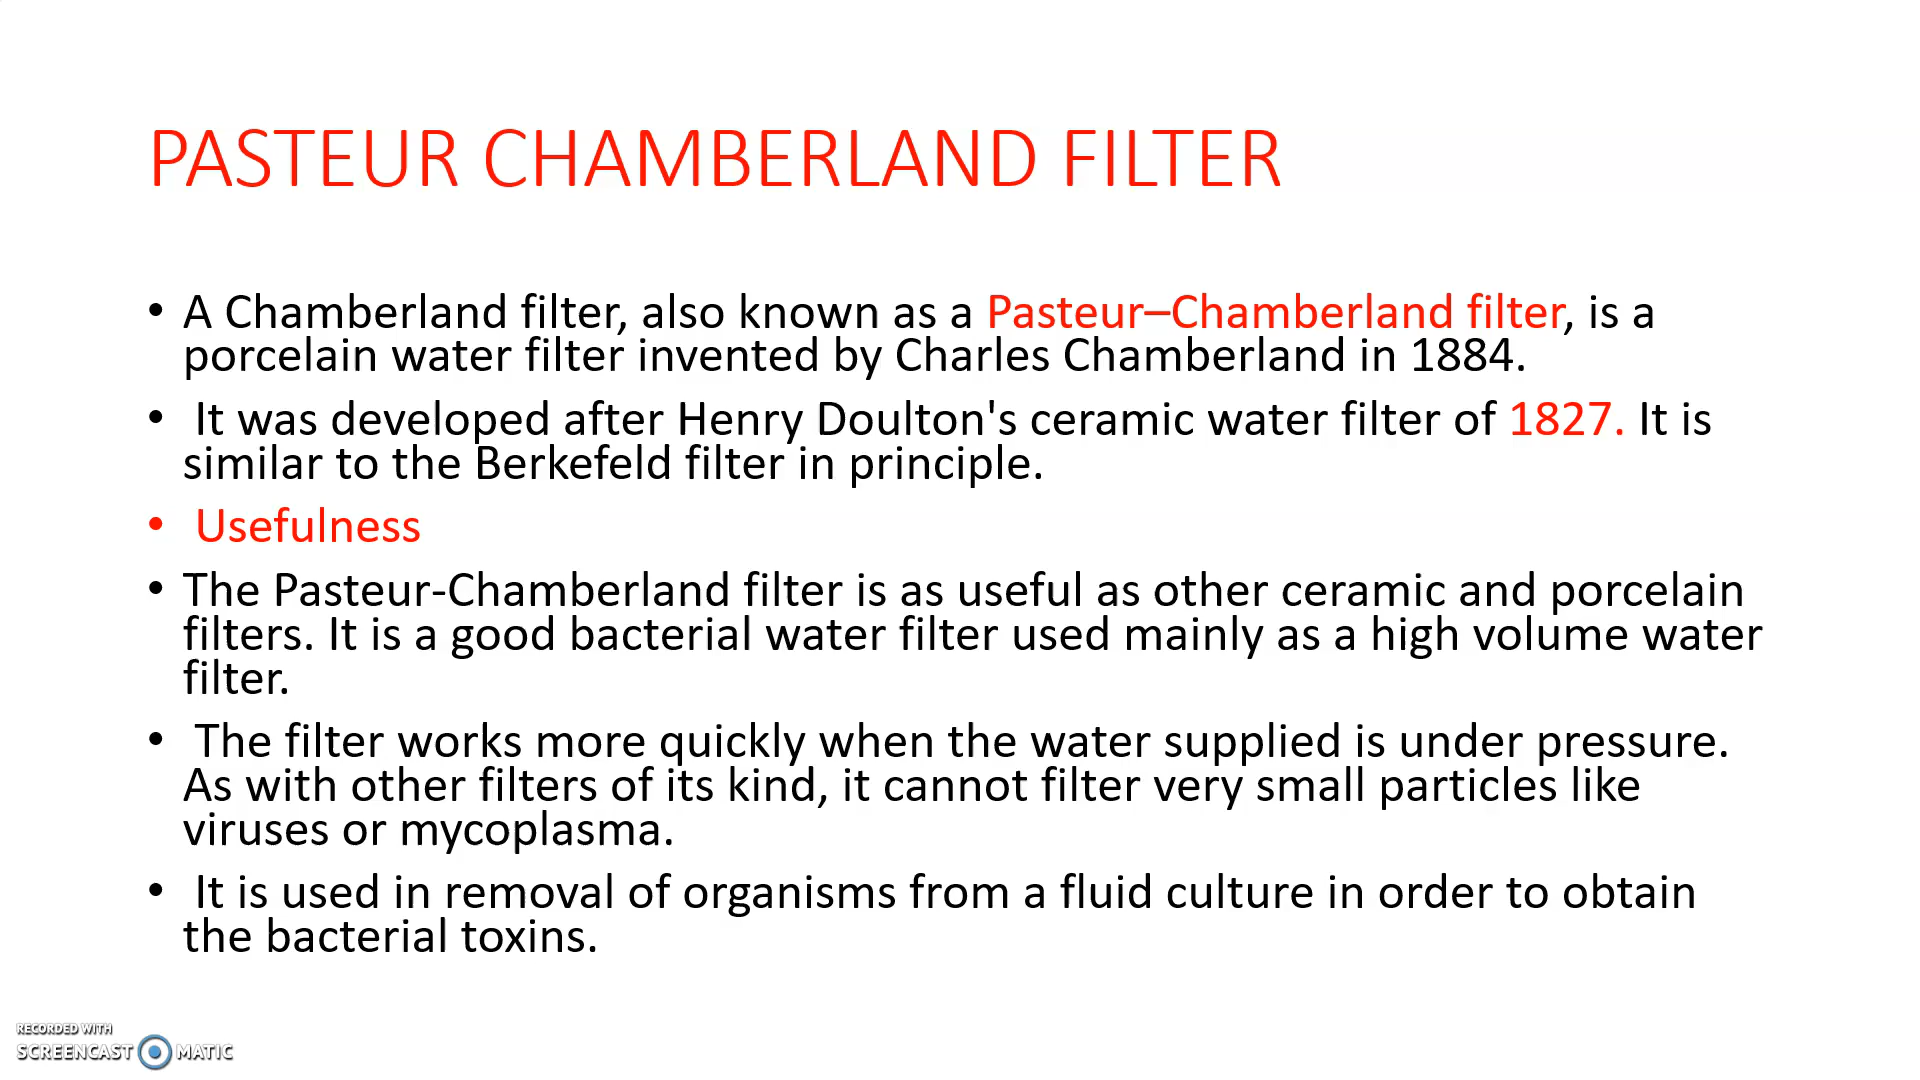 PASTEUR CHAMBERLAND FILTER
• A Chamberland filter, also known as a Pasteur–Chamberland filter, is a
porcelain water filter invented by Charles Chamberland in 1884.
• It was developed after Henry Doulton's ceramic water filter of 1827. It is
similar to the Berkefeld filter in principle.
• Usefulness
• The Pasteur-Chamberland filter is as useful as other ceramic and porcelain
filters. It is a good bacterial water filter used mainly as a high volume water
filter.
• The filter works more quickly when the water supplied is under pressure.
As with other filters of its kind, it cannot filter very small particles like
viruses or mycoplasma.
• It is used in removal of organisms from a fluid culture in order to obtain
the bacterial toxins.
RECORDED WITH
SCREENCAST MATIC